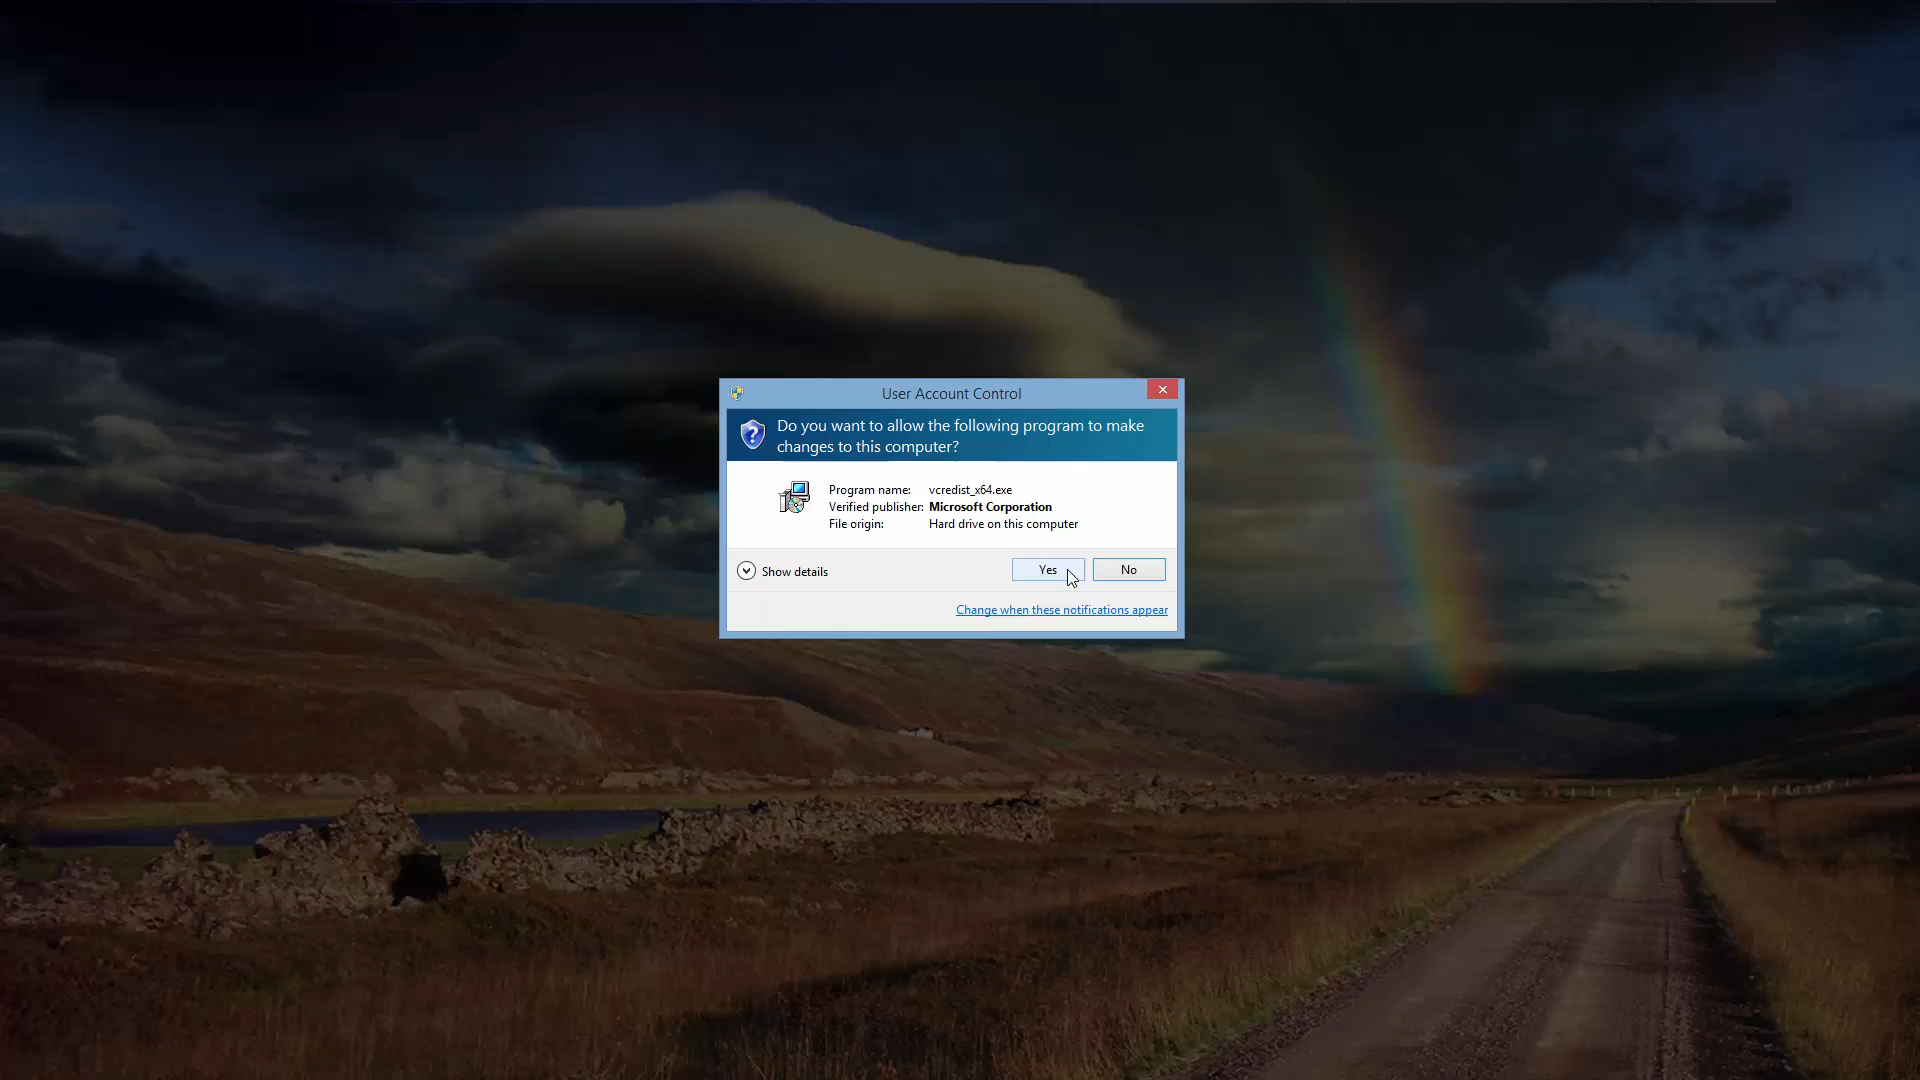 User Account Control
Do you want to allow the following program to make
changes to this computer?
Program name: vcredist_x64.exe
Verified publisher: Microsoft Corporation
File origin: Hard drive on this computer
Show details
Yes
No
Change when these notifications appear